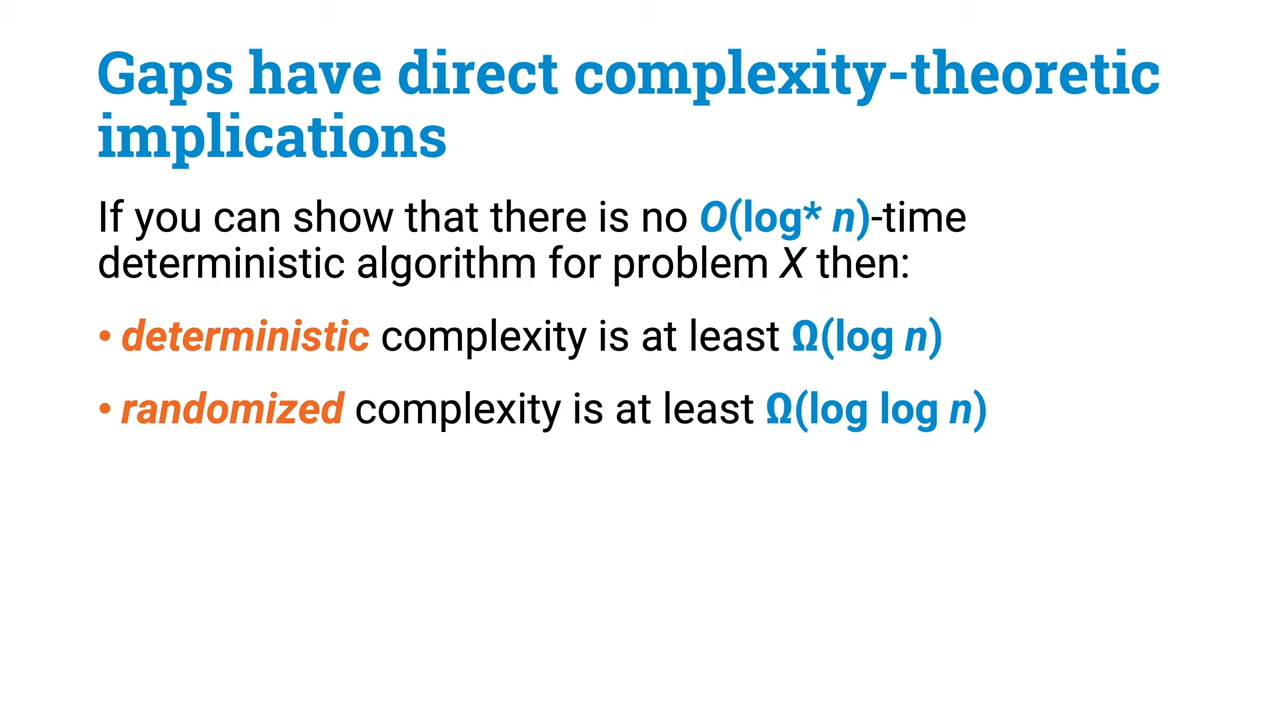 Gaps have direct complexity-theoretic
implications
If you can show that there is no O(log* n)-time
deterministic algorithm for problem X then:
• deterministic complexity is at least Ω(log n)
• randomized complexity is at least Ω(log log n)